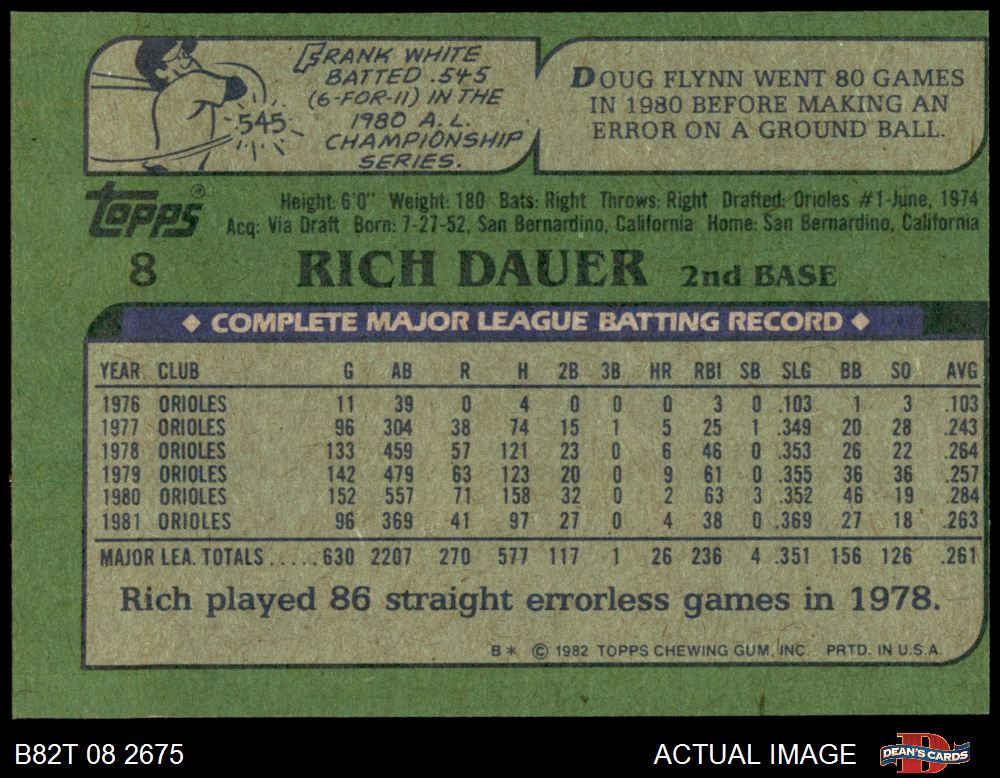 FRANK WHITE
BATTED .545
(6-FOR-11) IN THE
1980 A.L.
CHAMPIONSHIP
SERIES.
.545
DOUG FLYNN WENT 80 GAMES
IN 1980 BEFORE MAKING AN
ERROR ON A GROUND BALL.
topps®
Height: 6'0" Weight: 180 Bats: Right Throws: Right Drafted: Orioles #1-June, 1974
Acq: Via Draft Born: 7-27-52, San Bernardino, California Home: San Bernardino, California
8 RICH DAUER 2nd BASE
◆ COMPLETE MAJOR LEAGUE BATTING RECORD ◆
YEAR CLUB G AB R H 2B 3B HR RBI SB SLG BB SO AVG
1976 ORIOLES 11 39 0 4 0 0 0 3 0 .103 1 3 .103
1977 ORIOLES 96 304 38 74 15 1 5 25 1 .349 20 28 .243
1978 ORIOLES 133 459 57 121 23 0 6 46 0 .353 26 22 .264
1979 ORIOLES 142 479 63 123 20 0 9 61 0 .355 36 36 .257
1980 ORIOLES 152 557 71 158 32 0 2 63 3 .352 46 19 .284
1981 ORIOLES 96 369 41 97 27 0 4 38 0 .369 27 18 .263
MAJOR LEA. TOTALS.....630 2207 270 577 117 1 26 236 4 .351 156 126 .261
Rich played 86 straight errorless games in 1978.
B* © 1982 TOPPS CHEWING GUM, INC. PRTD. IN U.S.A.
B82T 08 2675 ACTUAL IMAGE D DEAN'S CARDS